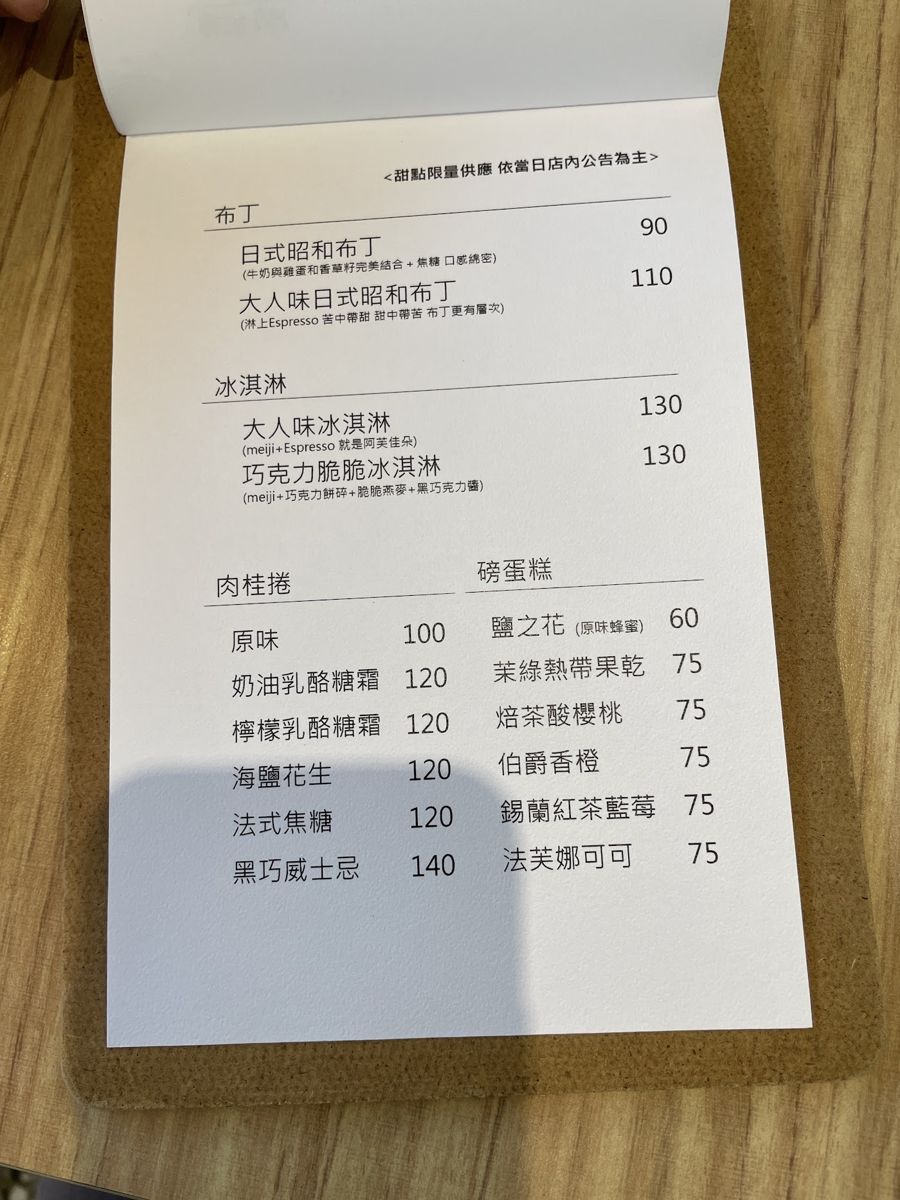 <甜點限量供應 依當日店內公告為主>
布丁
日式昭和布丁 90
(牛奶與雞蛋和香草籽完美結合 + 焦糖 口感綿密)
大人味日式昭和布丁 110
(淋上Espresso 苦中帶甜 甜中帶苦 布丁更有層次)
冰淇淋
大人味冰淇淋 130
(meiji+Espresso 就是阿芙佳朵)
巧克力脆脆冰淇淋 130
(meiji+巧克力餅碎+脆脆燕麥+黑巧克力醬)
肉桂捲
原味 100
奶油乳酪糖霜 120
檸檬乳酪糖霜 120
海鹽花生 120
法式焦糖 120
黑巧威士忌 140
磅蛋糕
鹽之花 (原味蜂蜜) 60
茉綠熱帶果乾 75
焙茶酸櫻桃 75
伯爵香橙 75
錫蘭紅茶藍莓 75
法芙娜可可 75